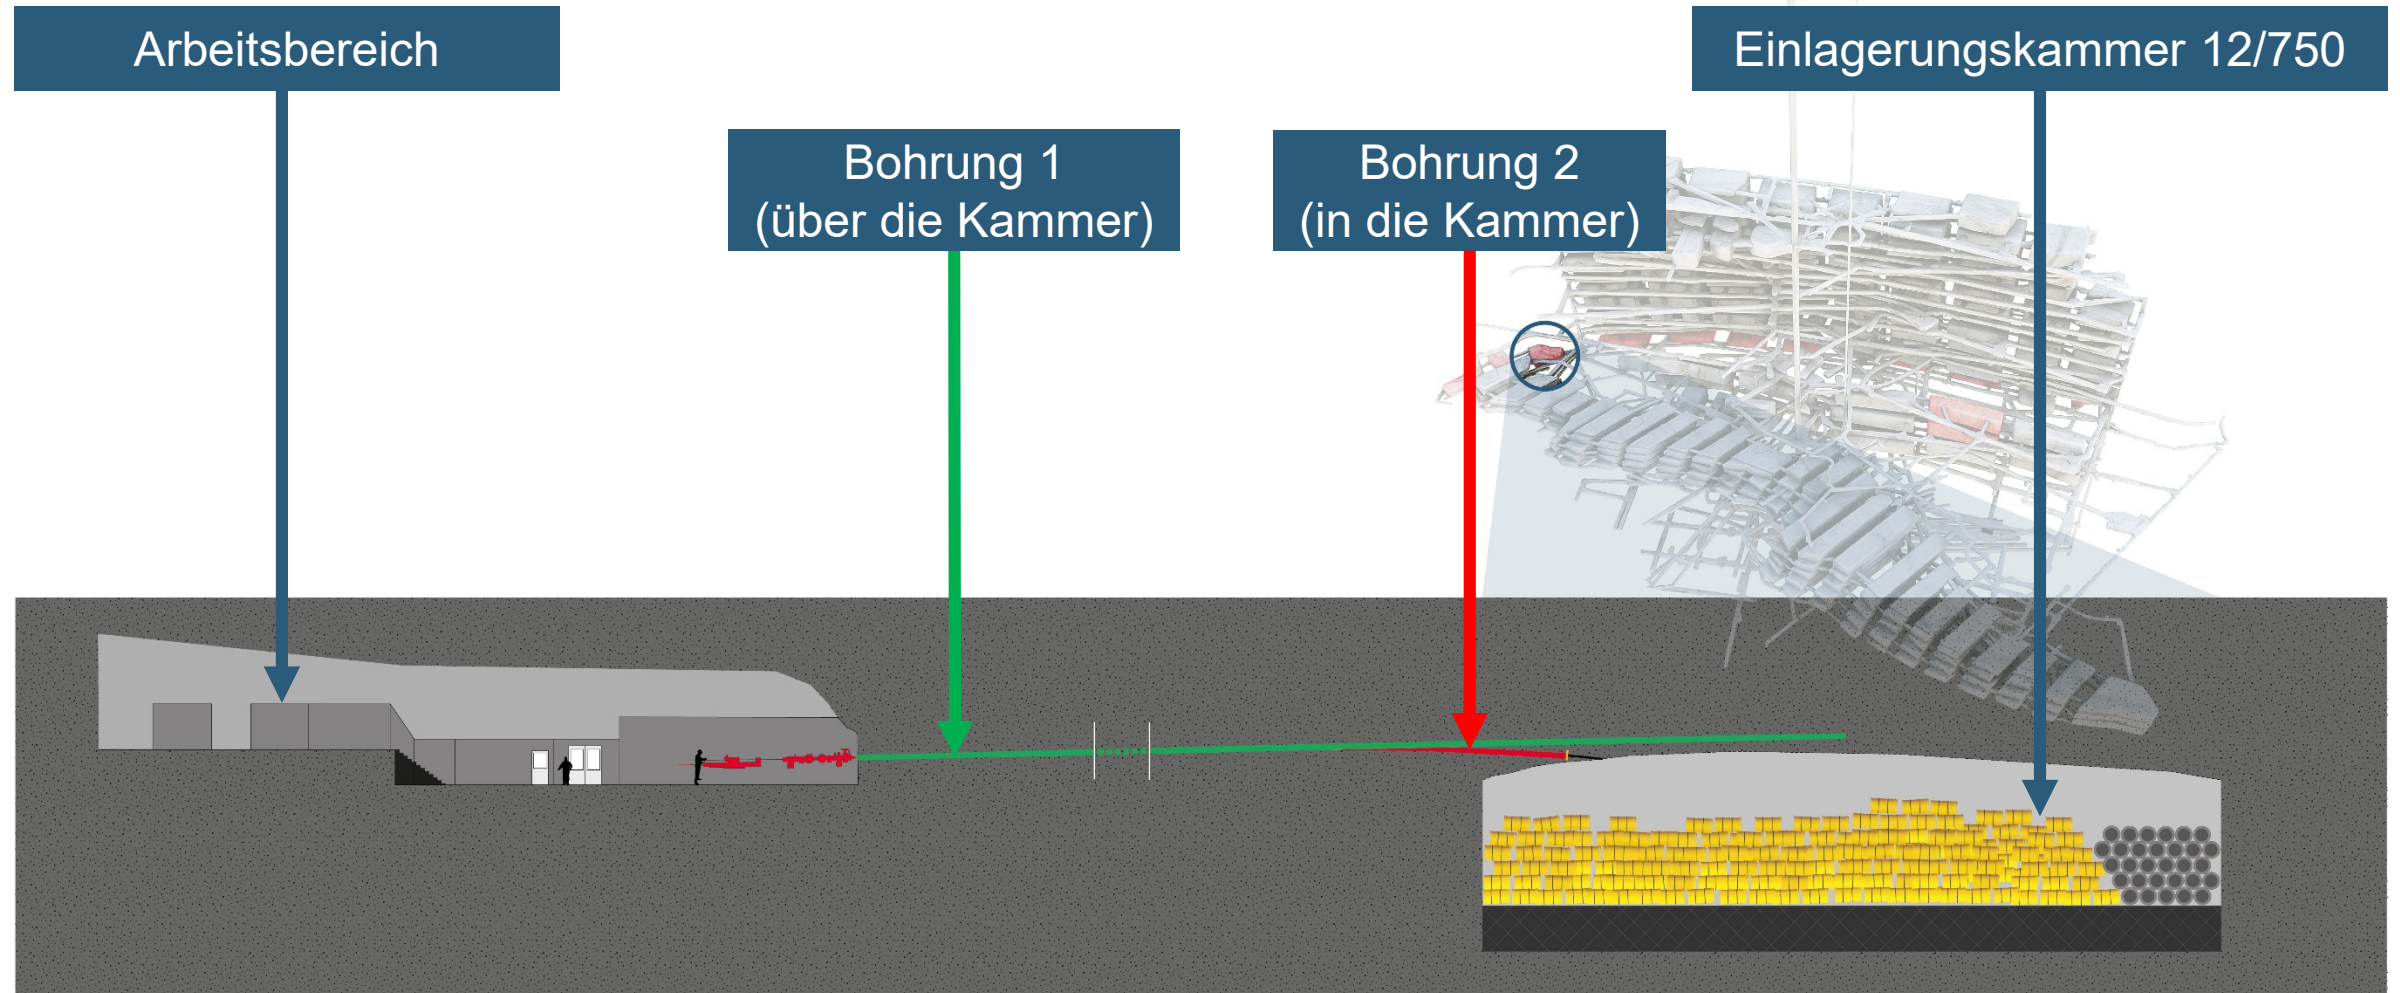 Arbeitsbereich
Einlagerungskammer 12/750
Bohrung 1
(über die Kammer)
Bohrung 2
(in die Kammer)